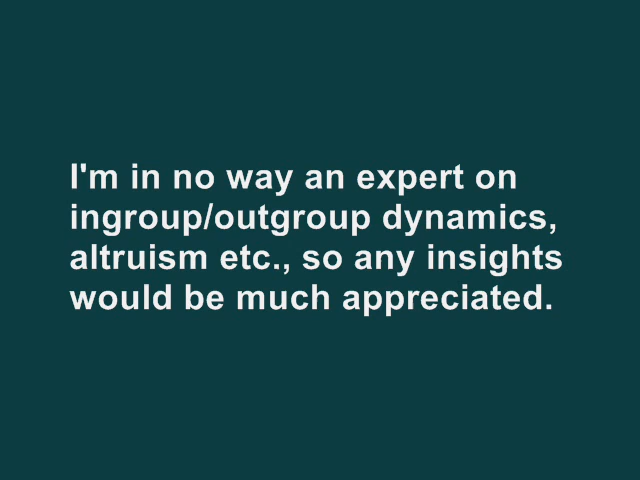 I'm in no way an expert on
ingroup/outgroup dynamics,
altruism etc., so any insights
would be much appreciated.